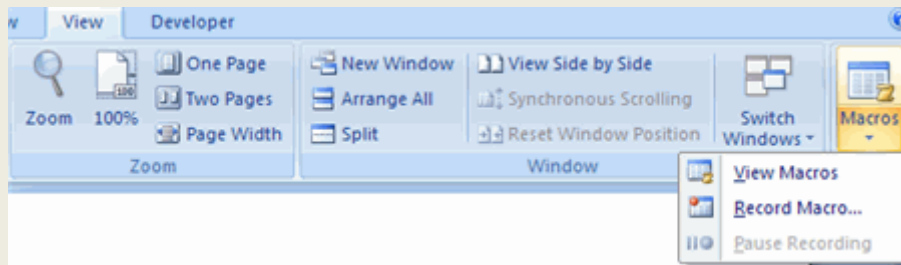 View Developer
One Page New Window View Side by Side
Two Pages Arrange All Synchronous Scrolling
Zoom 100% Page Width Split Reset Window Position Switch Windows Macros
100
Zoom Window
View Macros
Record Macro...
Pause Recording